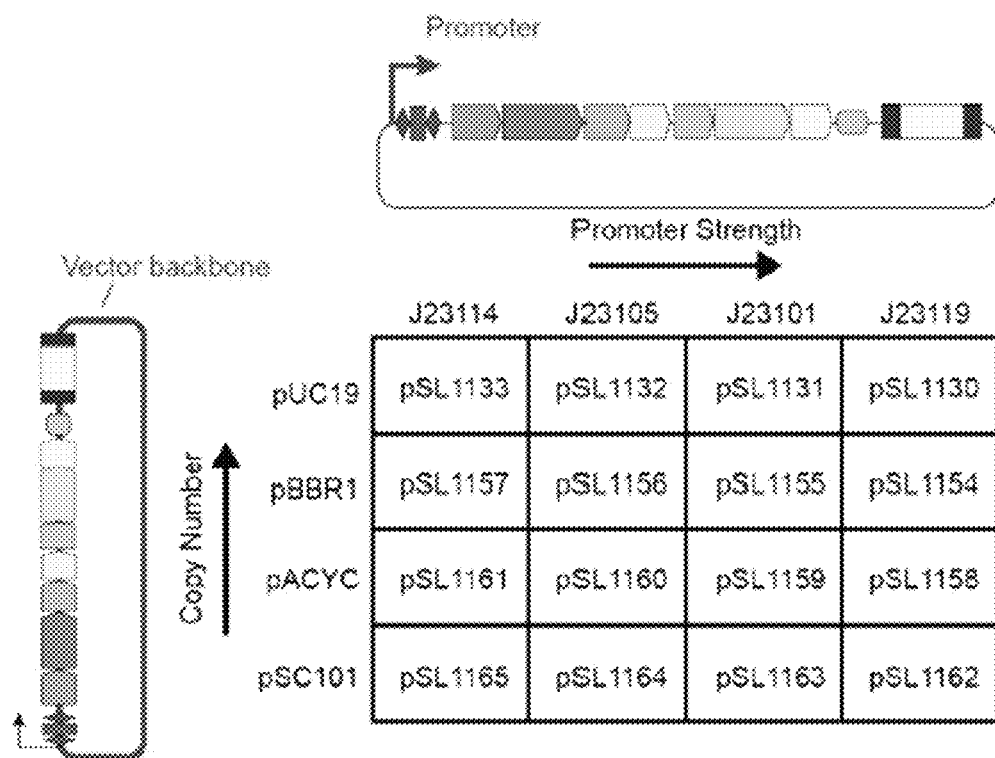 Promoter
Promoter Strength
Vector backbone
J23114 J23105 J23101 J23119
pUC19 pSL1133 pSL1132 pSL1131 pSL1130
pBBR1 pSL1157 pSL1156 pSL1155 pSL1154
Copy Number
pACYC pSL1161 pSL1160 pSL1159 pSL1158
pSC101 pSL1165 pSL1164 pSL1163 pSL1162